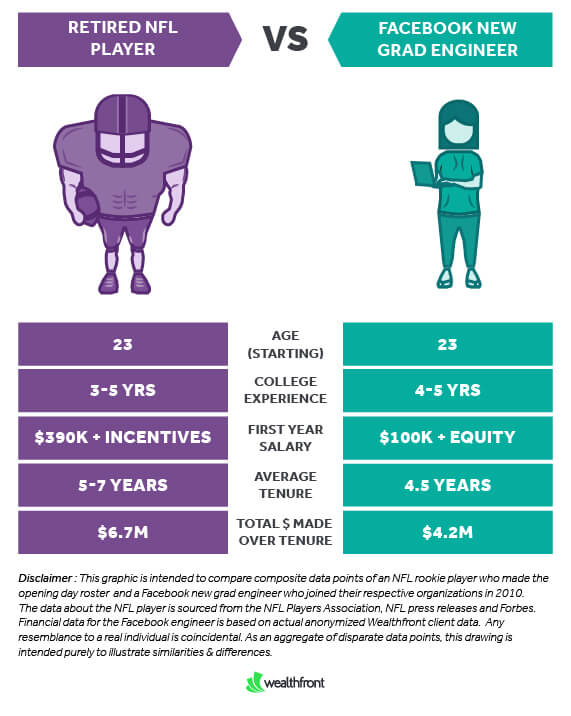 RETIRED NFL
PLAYER
VS
FACEBOOK NEW
GRAD ENGINEER
23
AGE
(STARTING)
23
3-5 YRS
COLLEGE
EXPERIENCE
4-5 YRS
$390K + INCENTIVES
FIRST YEAR
SALARY
$100K + EQUITY
5-7 YEARS
AVERAGE
TENURE
4.5 YEARS
$6.7M
TOTAL $ MADE
OVER TENURE
$4.2M
Disclaimer : This graphic is intended to compare composite data points of an NFL rookie player who made the
opening day roster and a Facebook new grad engineer who joined their respective organizations in 2010.
The data about the NFL player is sourced from the NFL Players Association, NFL press releases and Forbes.
Financial data for the Facebook engineer is based on actual anonymized Wealthfront client data. Any
resemblance to a real individual is coincidental. As an aggregate of disparate data points, this drawing is
intended purely to illustrate similarities & differences.
wealthfront